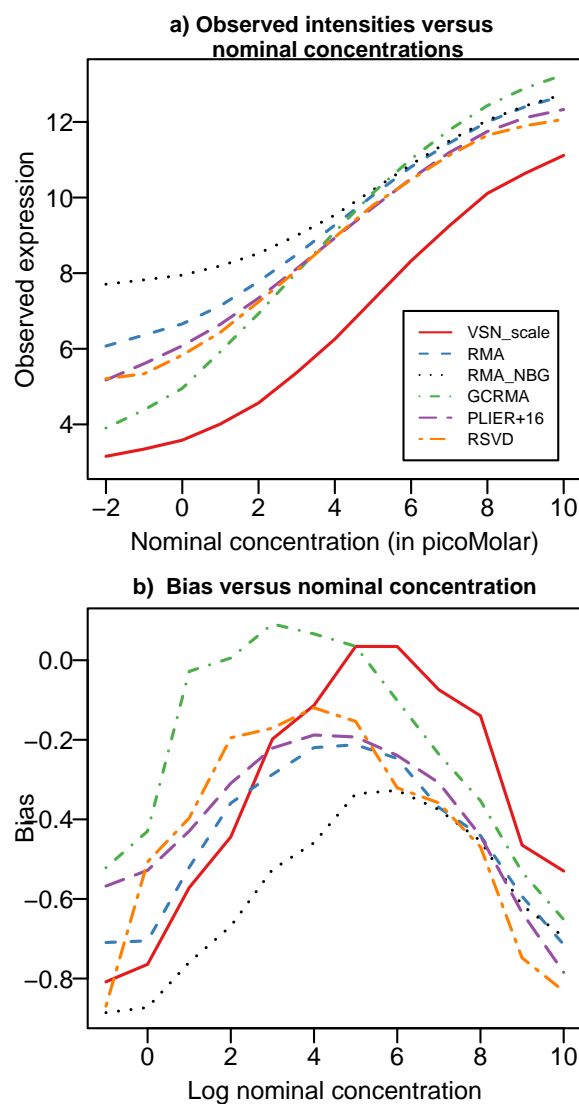 a) Observed intensities versus
nominal concentrations
Observed expression
12
10
8
6
4
VSN_scale
RMA
RMA_NBG
GCRMA
PLIER+16
RSVD
−2 0 2 4 6 8 10
Nominal concentration (in picoMolar)
b) Bias versus nominal concentration
Bias
0.0
−0.2
−0.4
−0.6
−0.8
0 2 4 6 8 10
Log nominal concentration